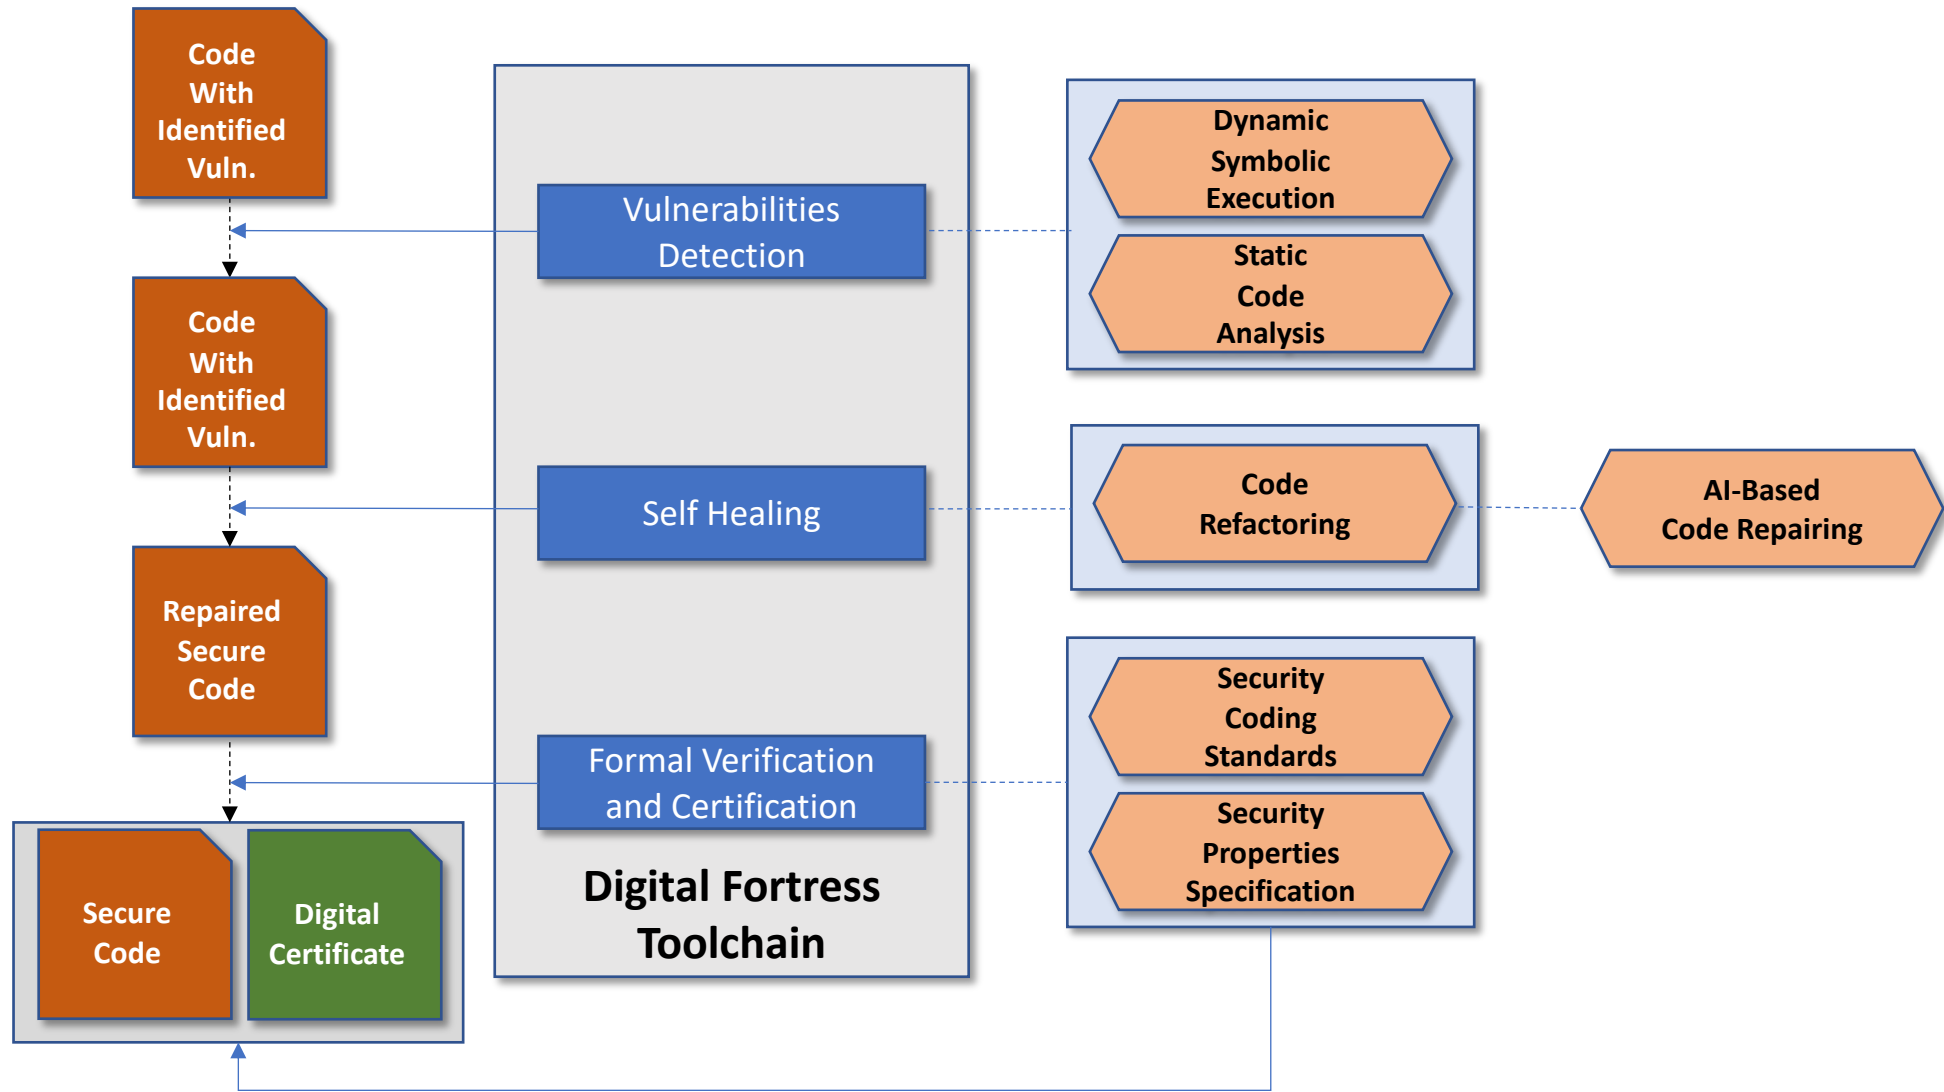 Code
With
Identified
Vuln.
Code
With
Identified
Vuln.
Repaired
Secure
Code
Secure
Code
Digital
Certificate
Vulnerabilities
Detection
Self Healing
Formal Verification
and Certification
Digital Fortress
Toolchain
Dynamic
Symbolic
Execution
Static
Code
Analysis
Code
Refactoring
AI-Based
Code Repairing
Security
Coding
Standards
Security
Properties
Specification